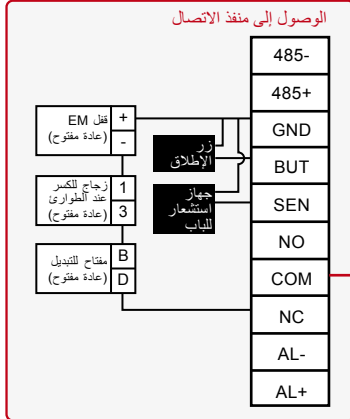 الوصول إلى منفذ الاتصال
485-
485+
GND
BUT
SEN
NO
COM
NC
AL-
AL+
قفل EM
(عادة مفتوح)
+
-
زجاج للكسر
عند الطوارئ
(عادة مفتوح)
1
3
مفتاح للتبديل
(عادة مفتوح)
B
D
زر
الإطلاق
جهاز
استشعار
للباب